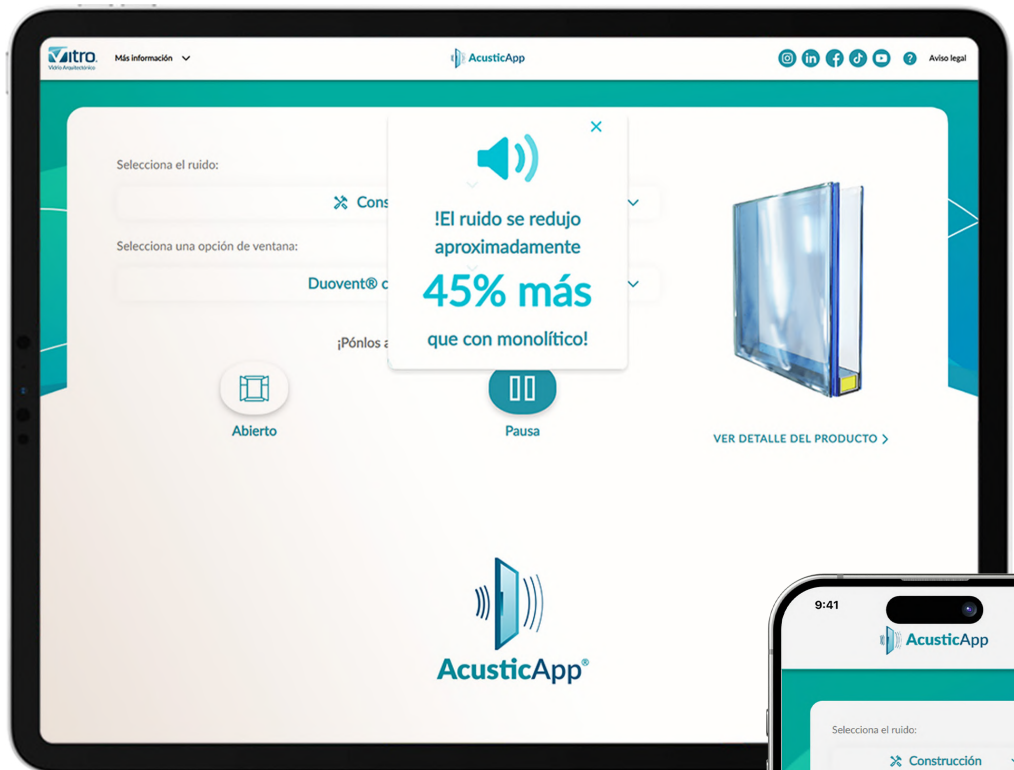 Vitro.
Vidrio Arquitectónico
Más información
AcusticApp
Aviso legal
Selecciona el ruido:
Cons
Selecciona una opción de ventana:
Duovent® c
¡Pónlos a
!El ruido se redujo
aproximadamente
45% más
que con monolítico!
Abierto
Pausa
VER DETALLE DEL PRODUCTO >
AcusticApp®
9:41
AcusticApp
Selecciona el ruido:
Construcción